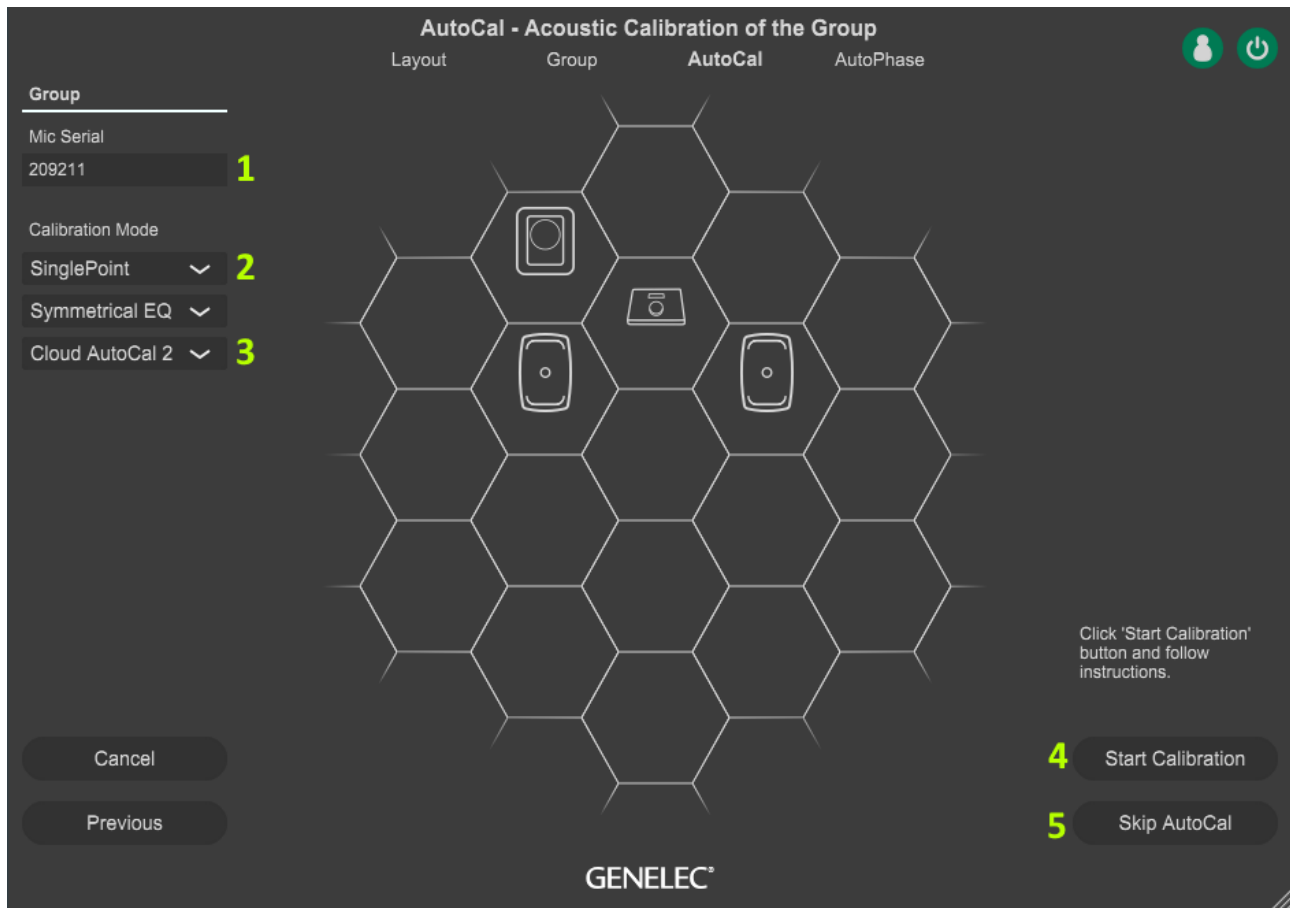 AutoCal - Acoustic Calibration of the Group
Layout Group AutoCal AutoPhase
Group
Mic Serial
209211 1
Calibration Mode
SinglePoint 2
Symmetrical EQ
Cloud AutoCal 2 3
Click 'Start Calibration'
button and follow
instructions.
Cancel
4 Start Calibration
Previous
5 Skip AutoCal
GENELEC®